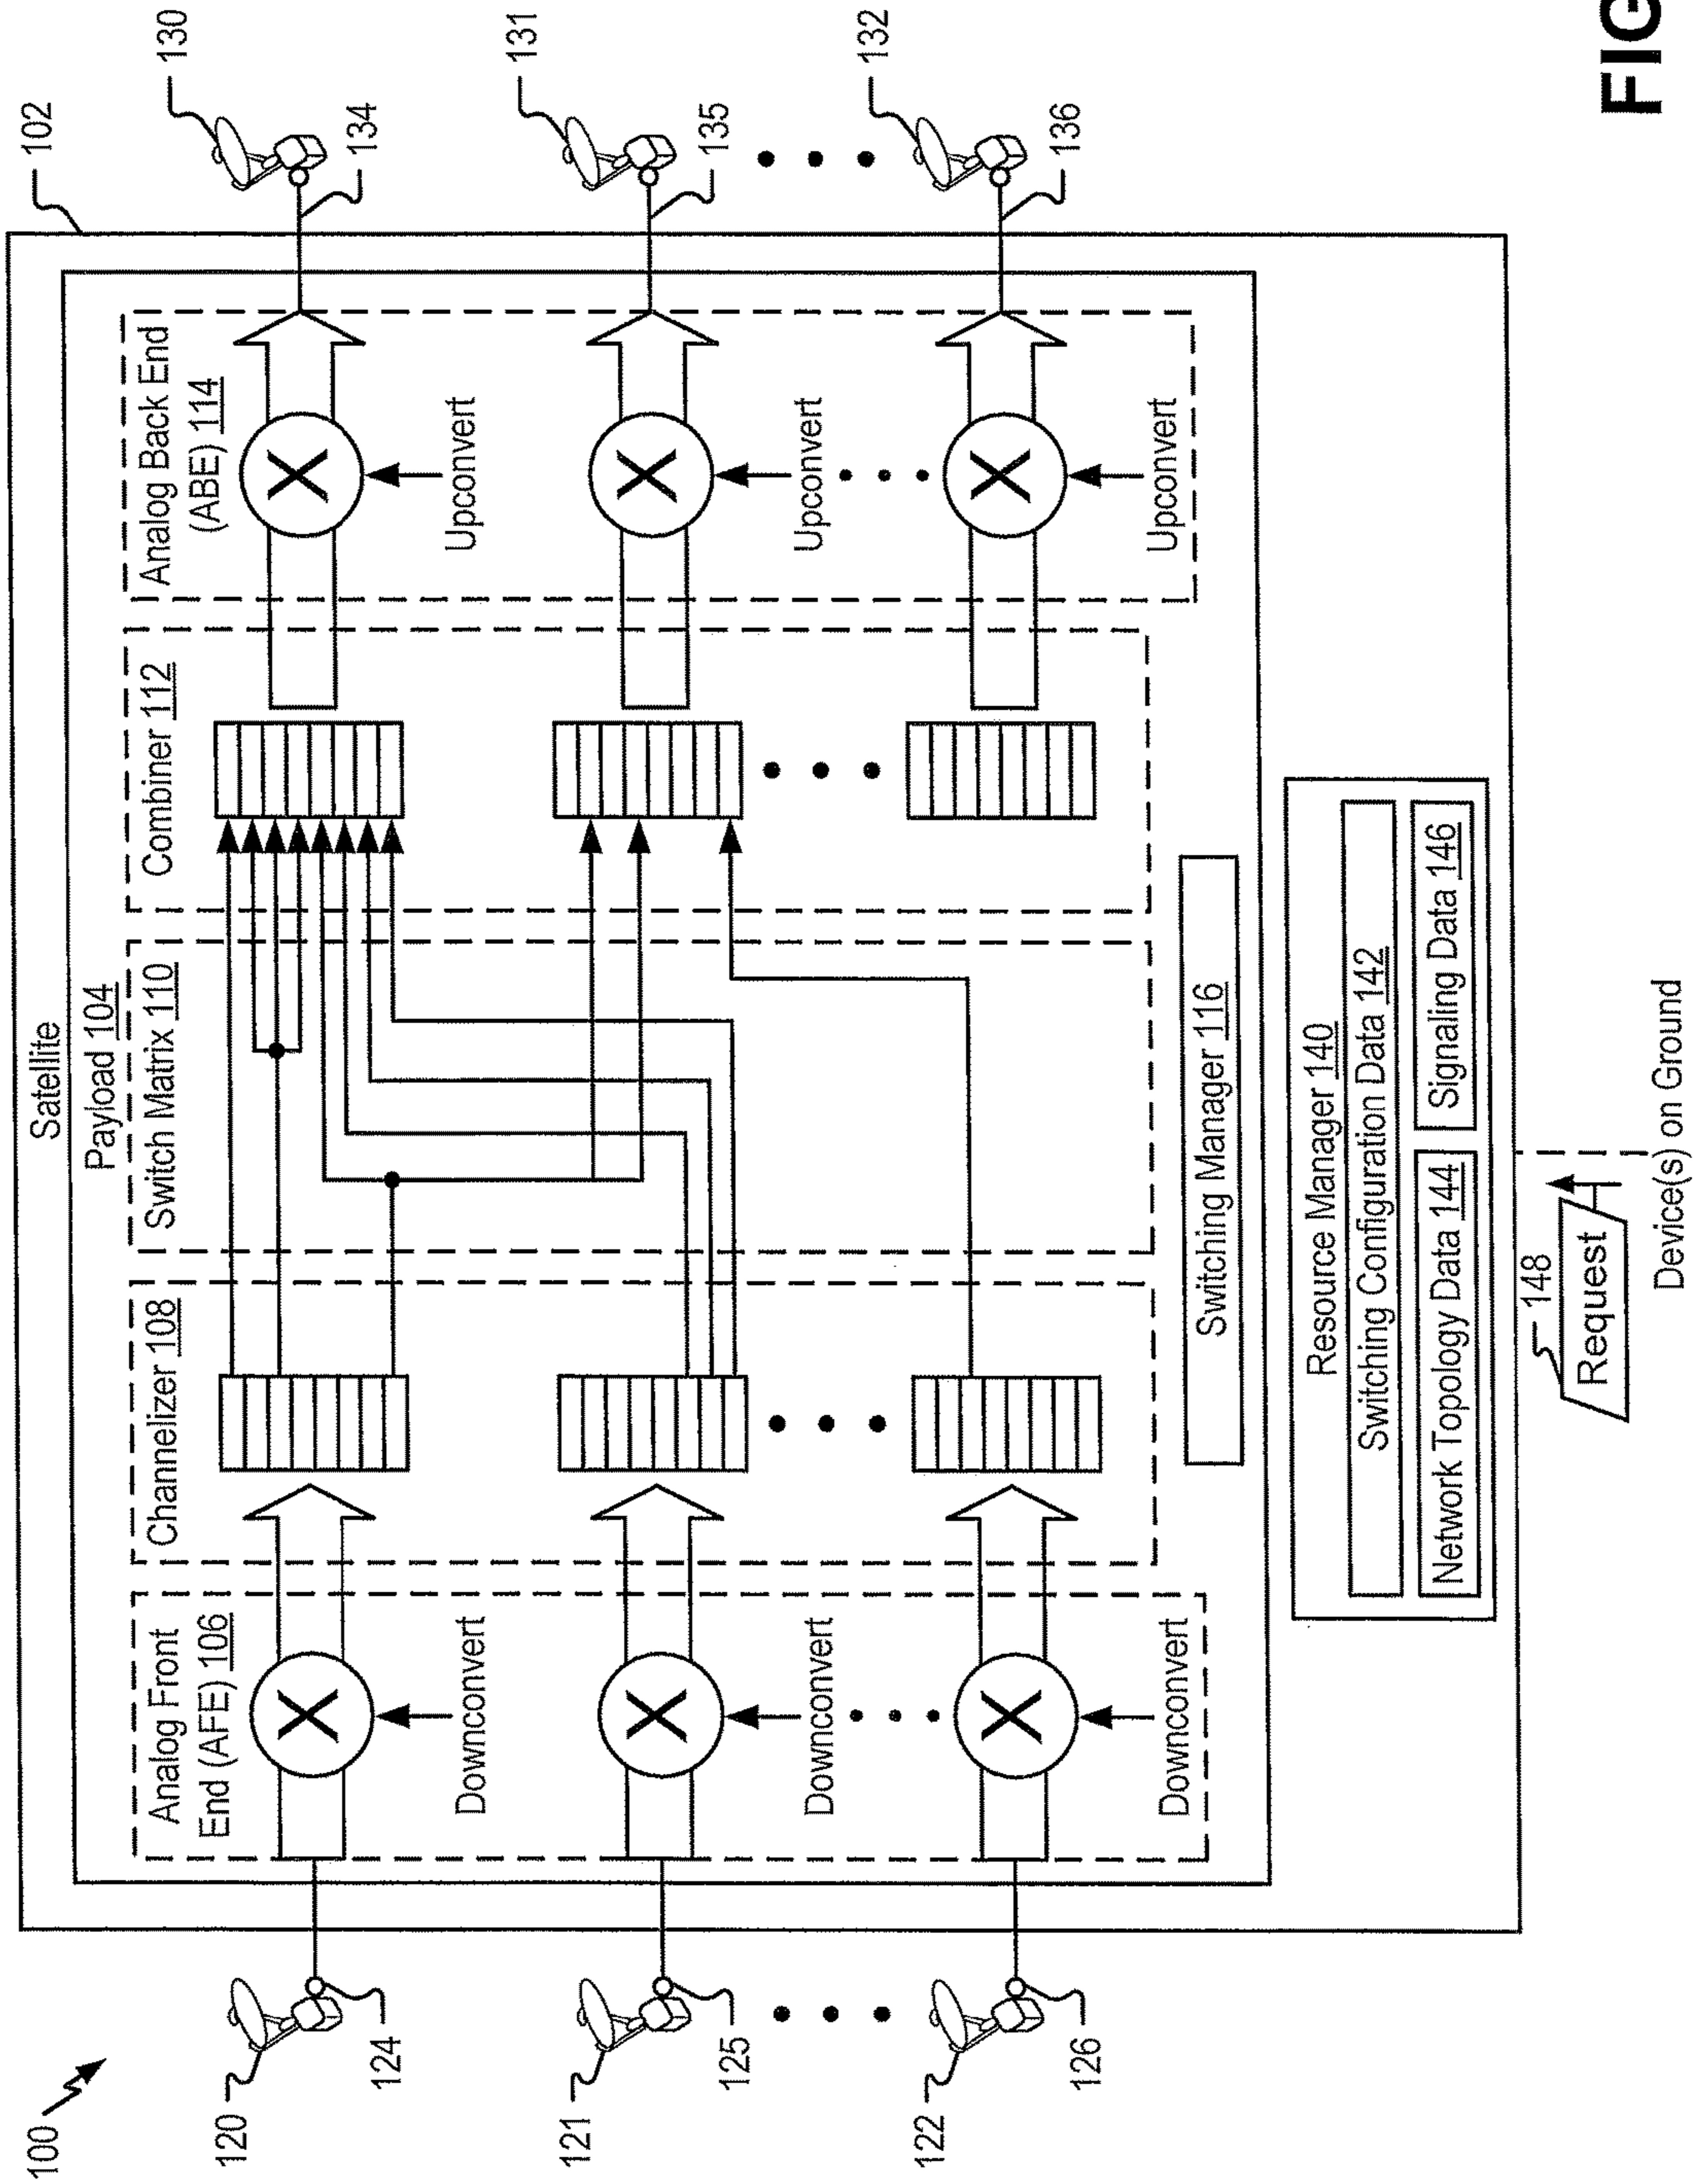 100
Satellite
102
Payload 104
Analog Front
End (AFE) 106
Channelizer 108
Switch Matrix 110
Combiner 112
Analog Back End
(ABE) 114
120
124
X
Downconvert
X
Upconvert
130
134
121
125
X
Downconvert
X
Upconvert
131
135
122
126
X
Downconvert
X
Upconvert
132
136
Switching Manager 116
Resource Manager 140
Switching Configuration Data 142
Network Topology Data 144
Signaling Data 146
148
Request
Device(s) on Ground
FIG